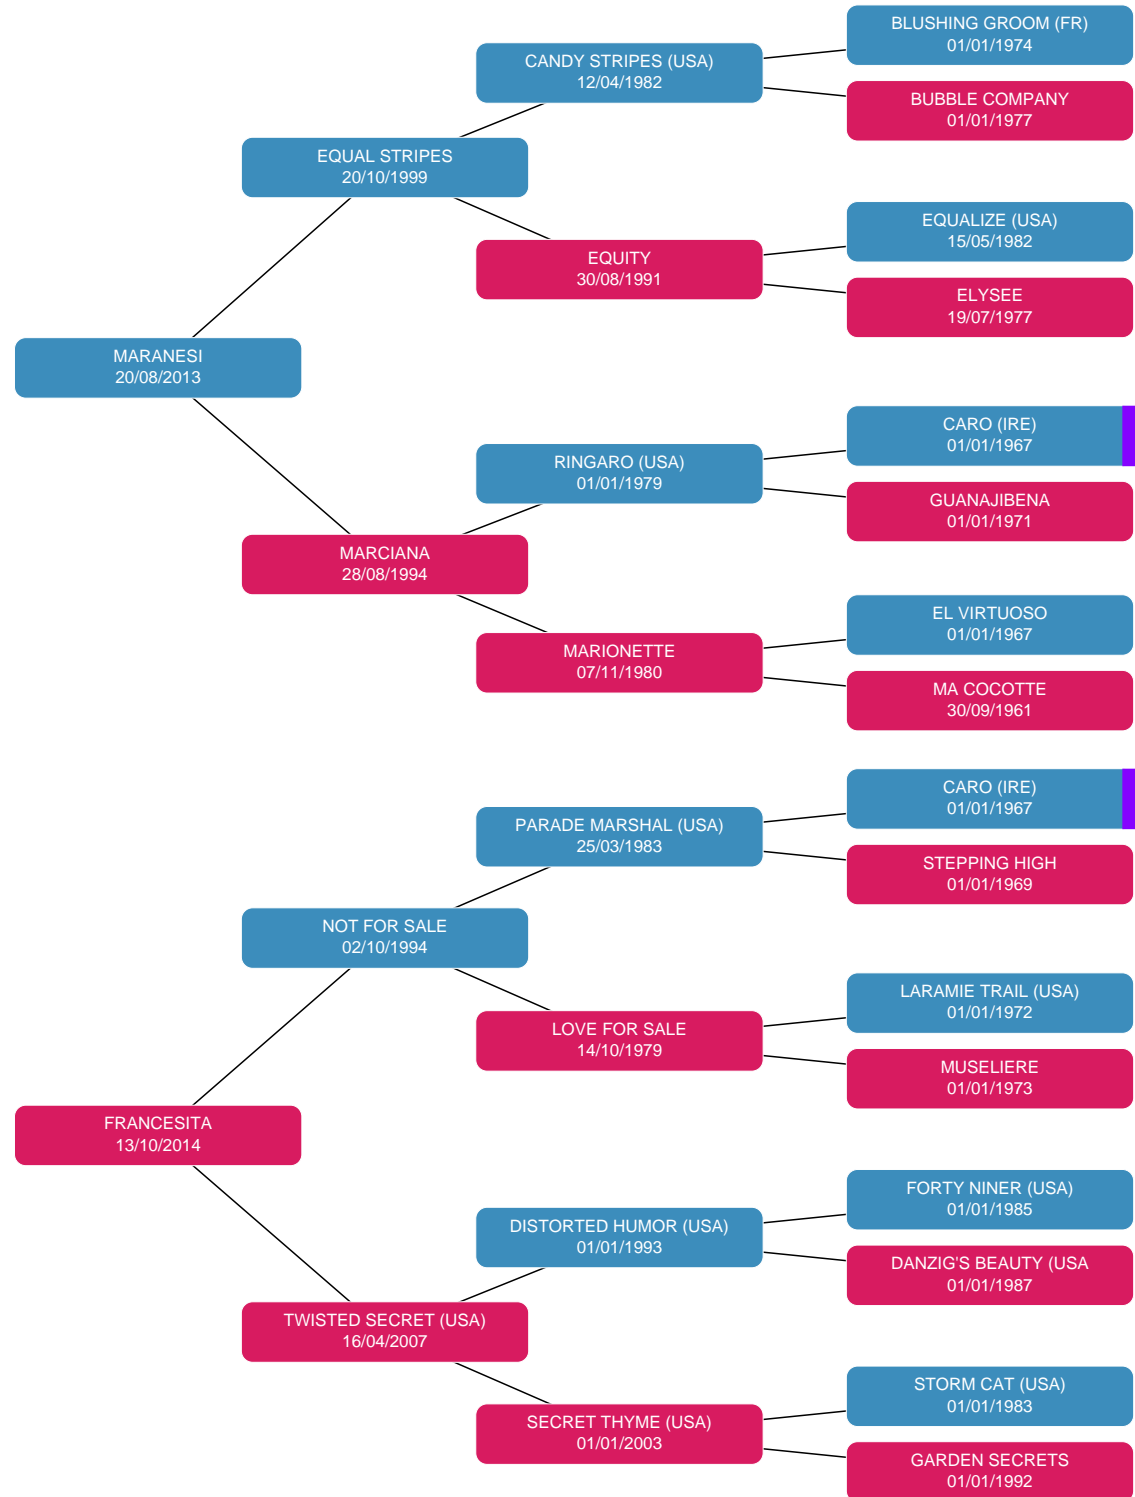 BLUSHING GROOM (FR)
01/01/1974
CANDY STRIPES (USA)
12/04/1982
BUBBLE COMPANY
01/01/1977
EQUAL STRIPES
20/10/1999
EQUALIZE (USA)
15/05/1982
EQUITY
30/08/1991
ELYSEE
19/07/1977
MARANESI
20/08/2013
CARO (IRE)
01/01/1967
RINGARO (USA)
01/01/1979
GUANAJIBENA
01/01/1971
MARCIANA
28/08/1994
EL VIRTUOSO
01/01/1967
MARIONETTE
07/11/1980
MA COCOTTE
30/09/1961
CARO (IRE)
01/01/1967
PARADE MARSHAL (USA)
25/03/1983
STEPPING HIGH
01/01/1969
NOT FOR SALE
02/10/1994
LARAMIE TRAIL (USA)
01/01/1972
LOVE FOR SALE
14/10/1979
MUSELIERE
01/01/1973
FRANCESITA
13/10/2014
FORTY NINER (USA)
01/01/1985
DISTORTED HUMOR (USA)
01/01/1993
DANZIG'S BEAUTY (USA
01/01/1987
TWISTED SECRET (USA)
16/04/2007
STORM CAT (USA)
01/01/1983
SECRET THYME (USA)
01/01/2003
GARDEN SECRETS
01/01/1992